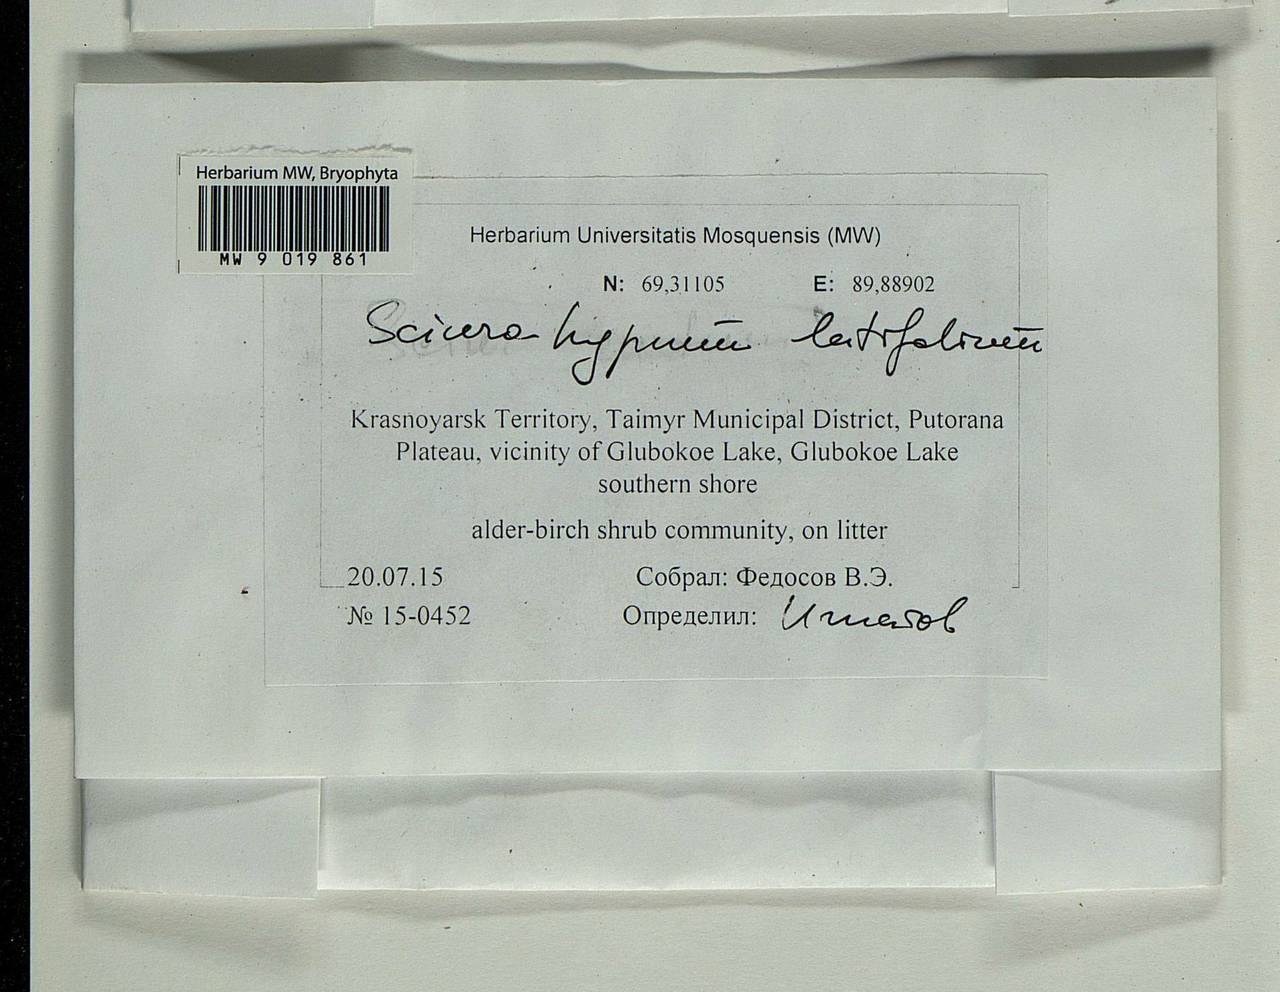 Herbarium MW, Bryophyta
MW 9 019 861
Herbarium Universitatis Mosquensis (MW)
N: 69,31105 E: 89,88902
Sciuro-hypnum latifolium
Krasnoyarsk Territory, Taimyr Municipal District, Putorana
Plateau, vicinity of Glubokoe Lake, Glubokoe Lake
southern shore
alder-birch shrub community, on litter
20.07.15 Собрал: Федосов В.Э.
№ 15-0452 Определил: Игнатов